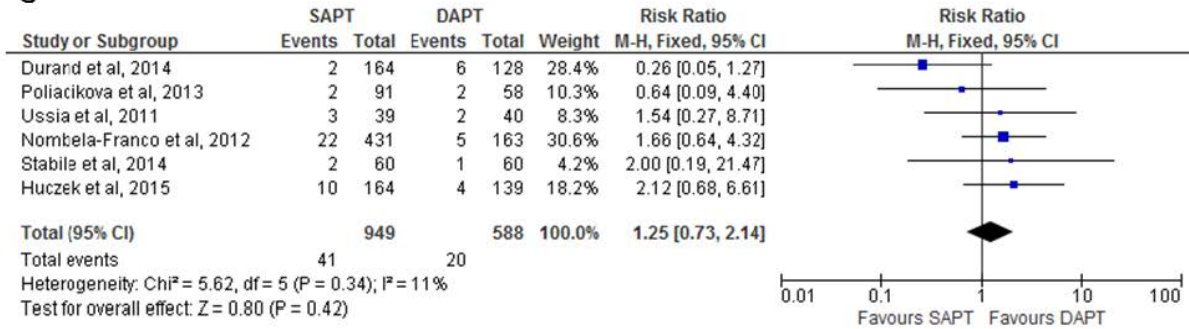 SAPT DAPT Risk Ratio Risk Ratio
Study or Subgroup Events Total Events Total Weight M-H, Fixed, 95% CI M-H, Fixed, 95% CI
Durand et al, 2014 2 164 6 128 28.4% 0.26 [0.05, 1.27]
Poliacikova et al, 2013 2 91 2 58 10.3% 0.64 [0.09, 4.40]
Ussia et al, 2011 3 39 2 40 8.3% 1.54 [0.27, 8.71]
Nombela-Franco et al, 2012 22 431 5 163 30.6% 1.66 [0.64, 4.32]
Stabile et al, 2014 2 60 1 60 4.2% 2.00 [0.19, 21.47]
Huczek et al, 2015 10 164 4 139 18.2% 2.12 [0.68, 6.61]
Total (95% CI) 949 588 100.0% 1.25 [0.73, 2.14]
Total events 41 20
Heterogeneity: Chi² = 5.62, df = 5 (P = 0.34); I² = 11%
Test for overall effect: Z = 0.80 (P = 0.42)
0.01 0.1 1 10 100
Favours SAPT Favours DAPT